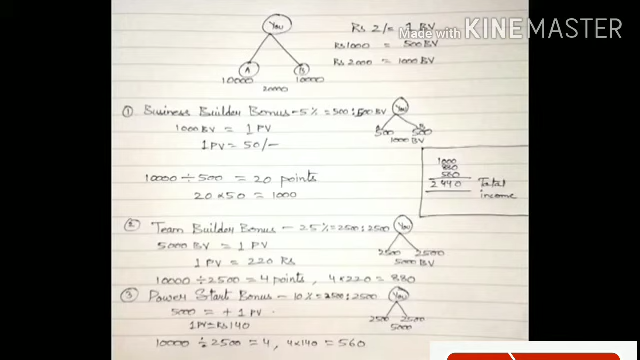 Made with KINEMASTER
You
Rs 2/= = 1 BV
Rs 1000 = 500 BV
Rs 2000 = 1000 BV
A B
10000 10000
20000
① Business Builder Bonus - 5% = 500:500 BV
You
A B
500 500
1000 BV
1000 BV = 1 PV
1 PV = 50/-
10000 ÷ 500 = 20 points
20 × 50 = 1000
1000
880
560
2440 Total
income
② Team Builder Bonus - 25% = 2500:2500
You
2500 2500
5000 BV
5000 BV = 1 PV
1 PV = 220 Rs
10000 ÷ 2500 = 4 points, 4×220 = 880
③ Power Start Bonus - 10% = 2500:2500
You
2500 2500
5000
5000 = + 1 PV
1 PV = Rs 140
10000 ÷ 2500 = 4, 4×140 = 560